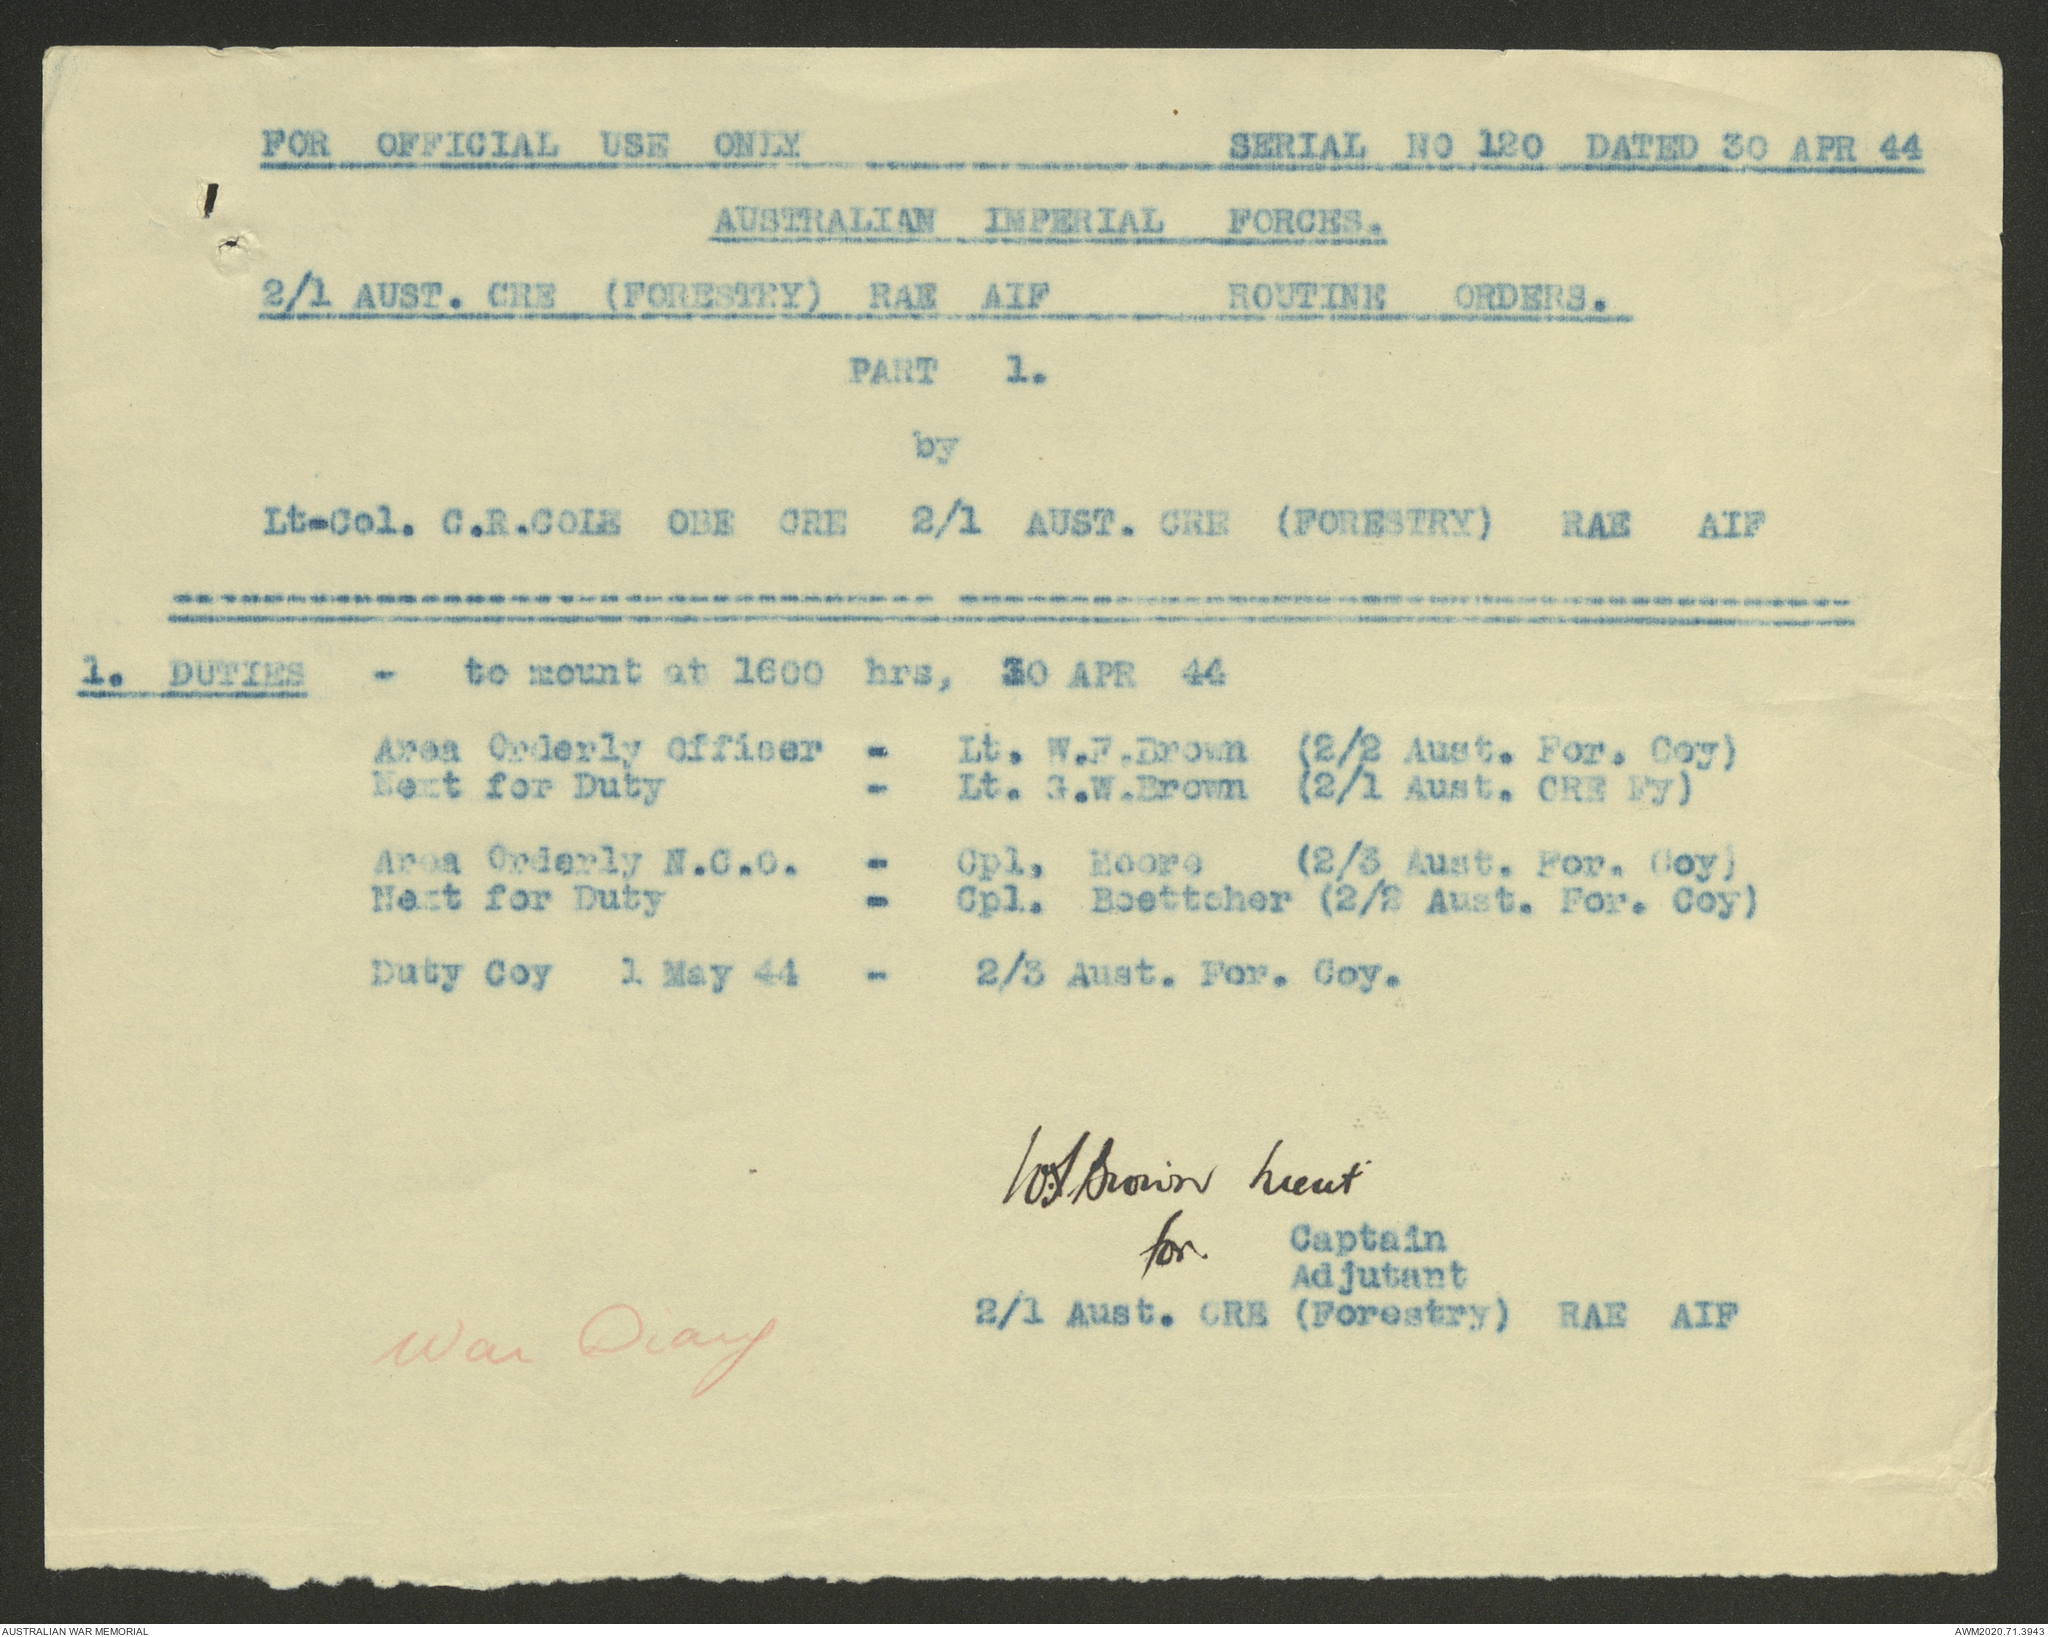 FOR OFFICIAL USE ONLY SERIAL NO 120 DATED 30 APR 44
AUSTRALIAN IMPERIAL FORCES.
2/1 AUST. CRE (FORESTRY) RAE AIF ROUTINE ORDERS.
PART 1.
by
Lt-Col. C.R.COLE OBE CRE 2/1 AUST. CRE (FORESTRY) RAE AIF
1. DUTIES - to mount at 1600 hrs, 30 APR 44
Area Orderly Officer - Lt. W.F.Brown (2/2 Aust. For. Coy)
Next for Duty - Lt. G.W.Brown (2/1 Aust. CRE Fy)
Area Orderly N.C.O. - Cpl. Moore (2/3 Aust. For. Coy)
Next for Duty - Cpl. Boettcher (2/2 Aust. For. Coy)
Duty Coy 1 May 44 - 2/3 Aust. For. Coy.
WF Brown Lieut
for Captain
Adjutant
2/1 Aust. CRE (Forestry) RAE AIF
War Diary
AUSTRALIAN WAR MEMORIAL AWM2020.71.3943